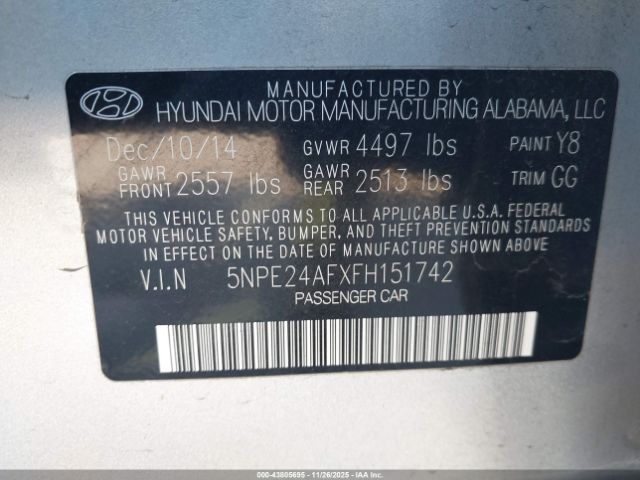 MANUFACTURED BY
HYUNDAI MOTOR MANUFACTURING ALABAMA, LLC
Dec/10/14 GVWR 4497 lbs PAINT Y8
GAWR FRONT 2557 lbs GAWR REAR 2513 lbs TRIM GG
THIS VEHICLE CONFORMS TO ALL APPLICABLE U.S.A. FEDERAL
MOTOR VEHICLE SAFETY, BUMPER, AND THEFT PREVENTION STANDARDS
IN EFFECT ON THE DATE OF MANUFACTURE SHOWN ABOVE
V.I.N 5NPE24AFXFH151742
PASSENGER CAR
000-43805695 - 11/26/2025 - IAAI.COM